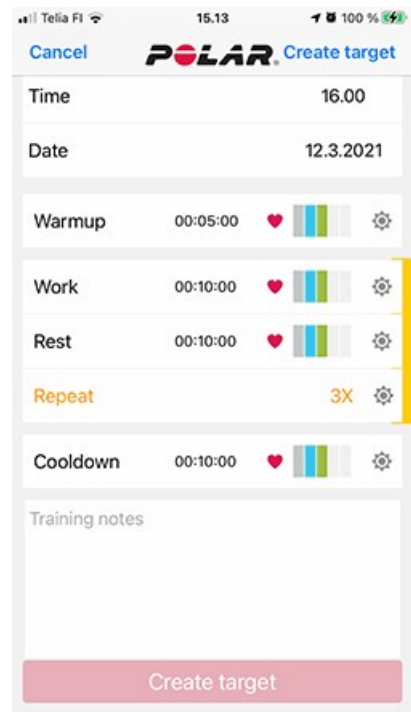 Telia FI 15.13 100 %
Cancel POLAR. Create target
Time 16.00
Date 12.3.2021
Warmup 00:05:00
Work 00:10:00
Rest 00:10:00
Repeat 3X
Cooldown 00:10:00
Training notes
Create target